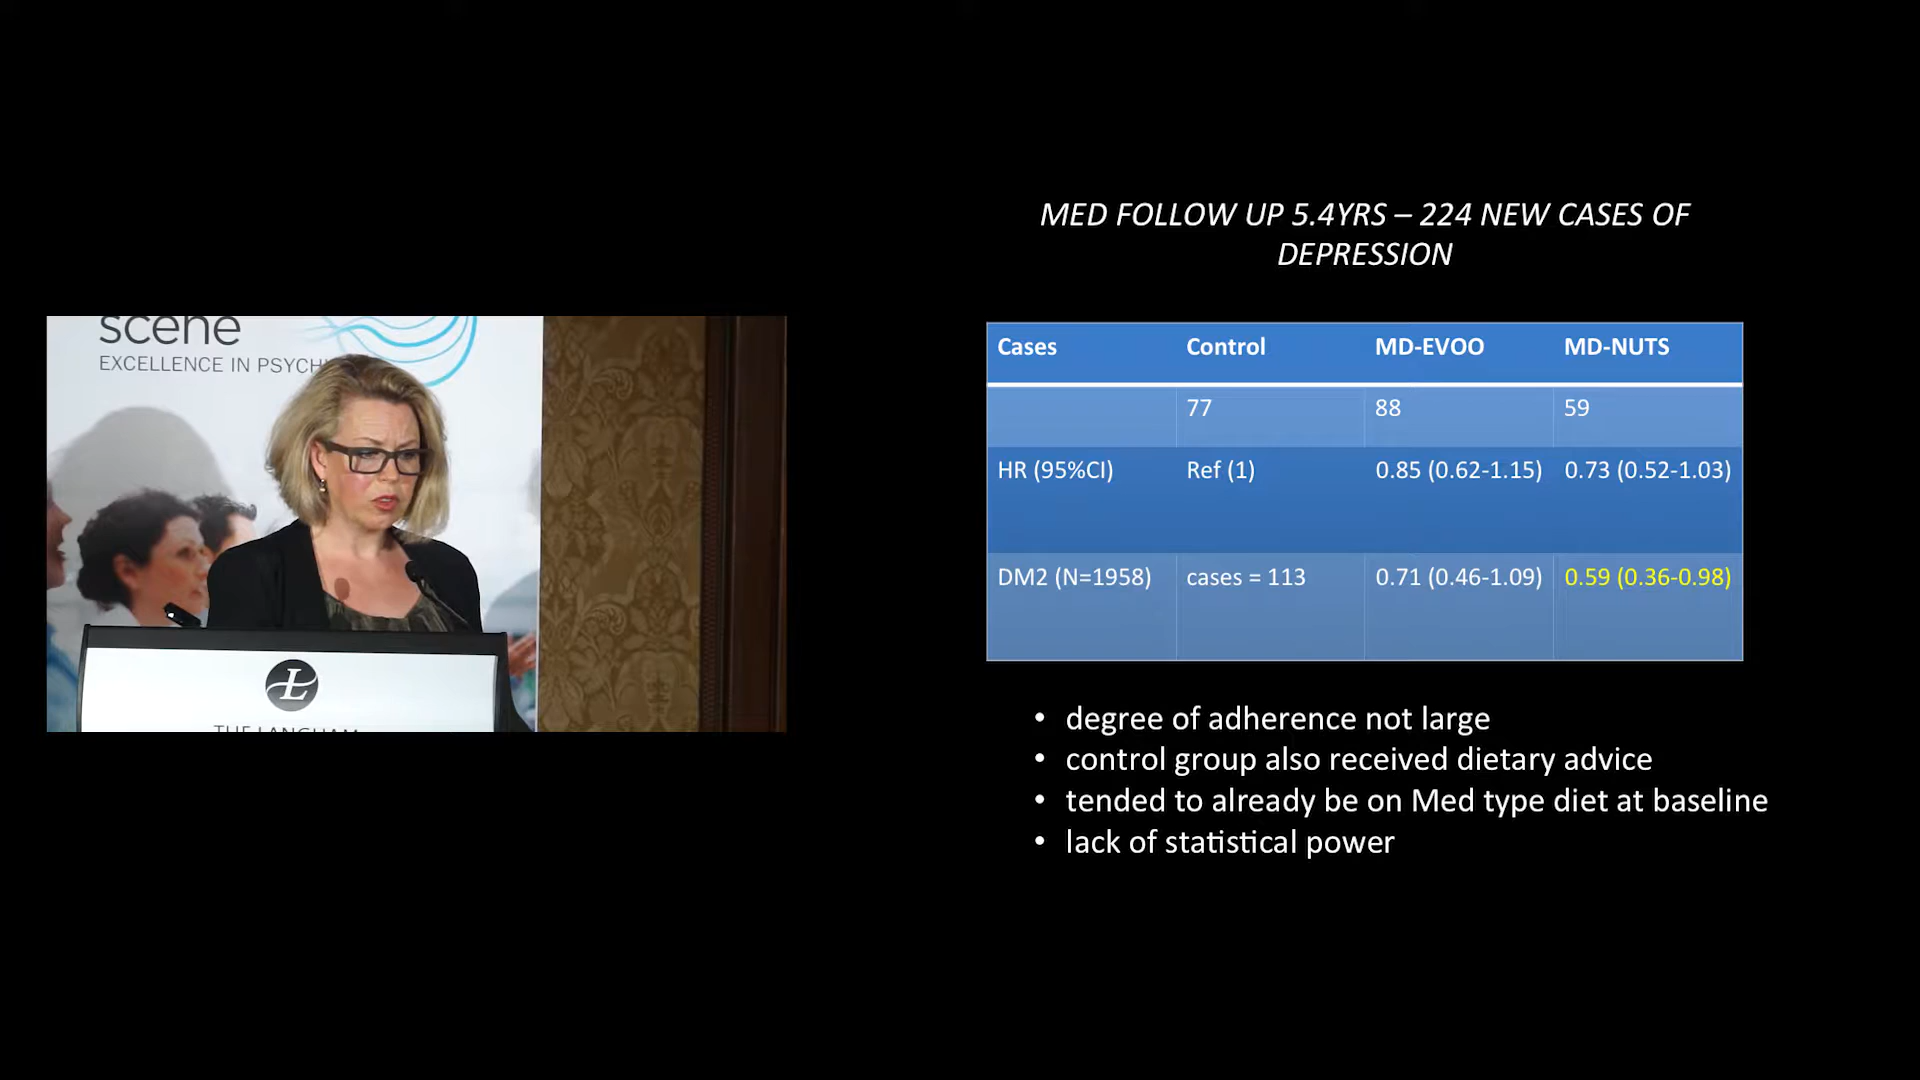 scene
EXCELLENCE IN PSYCH
THE LANGHAM
MED FOLLOW UP 5.4YRS – 224 NEW CASES OF
DEPRESSION
Cases Control MD-EVOO MD-NUTS
77 88 59
HR (95%CI) Ref (1) 0.85 (0.62-1.15) 0.73 (0.52-1.03)
DM2 (N=1958) cases = 113 0.71 (0.46-1.09) 0.59 (0.36-0.98)
• degree of adherence not large
• control group also received dietary advice
• tended to already be on Med type diet at baseline
• lack of statistical power